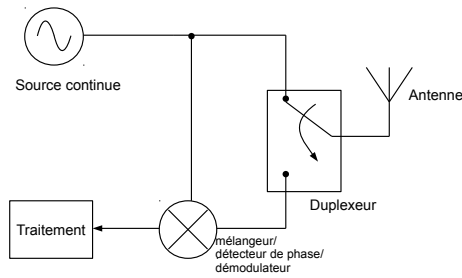 Source continue
Antenne
Duplexeur
Traitement
mélangeur/
détecteur de phase/
démodulateur